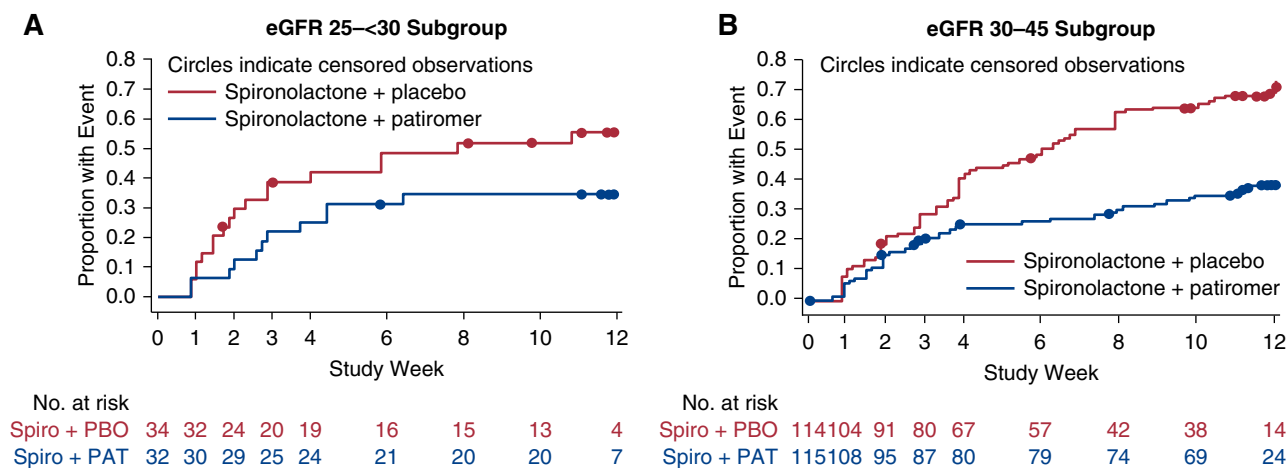 A
eGFR 25–<30 Subgroup
Proportion with Event
0.8
0.7
0.6
0.5
0.4
0.3
0.2
0.1
0.0
Circles indicate censored observations
Spironolactone + placebo
Spironolactone + patiromer
0 1 2 3 4 6 8 10 12
Study Week
No. at risk
Spiro + PBO 34 32 24 20 19 16 15 13 4
Spiro + PAT 32 30 29 25 24 21 20 20 7
B
eGFR 30–45 Subgroup
Proportion with Event
0.8
0.7
0.6
0.5
0.4
0.3
0.2
0.1
0.0
Circles indicate censored observations
Spironolactone + placebo
Spironolactone + patiromer
0 1 2 3 4 6 8 10 12
Study Week
No. at risk
Spiro + PBO 114 104 91 80 67 57 42 38 14
Spiro + PAT 115 108 95 87 80 79 74 69 24